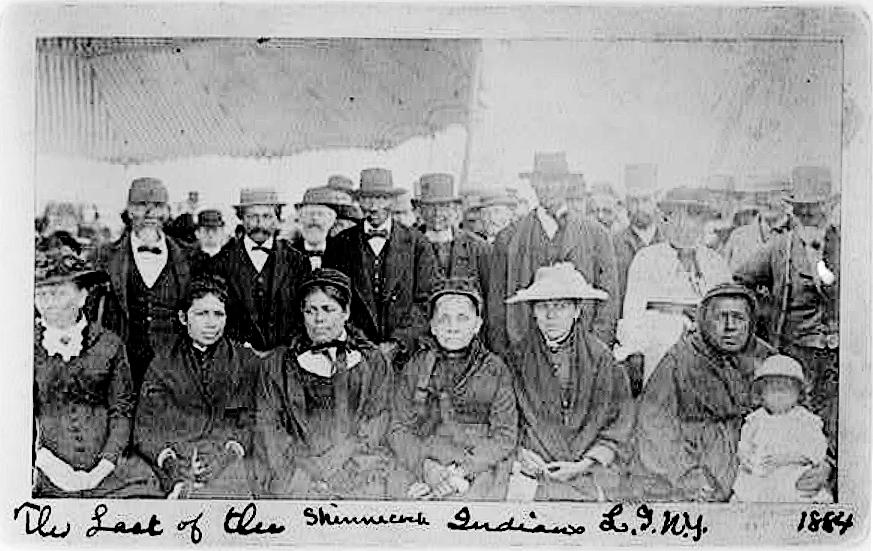 The Last of the Shinnecock Indians L.I. N.Y. 1884